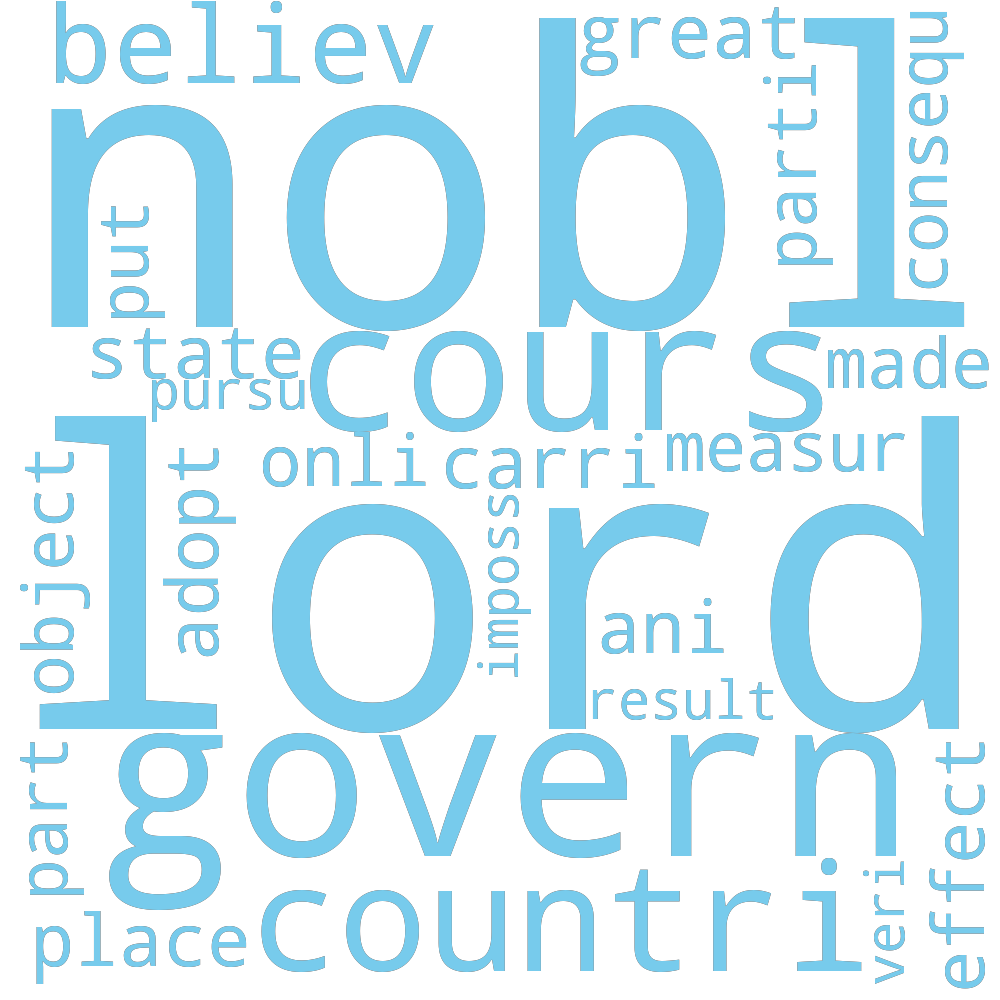 believ
great
consequ
parti
nobl
put
state
cours
made
pursu
onli
carri
measur
object
adopt
lord
imposs
ani
result
govern
part
effect
countri
veri
place